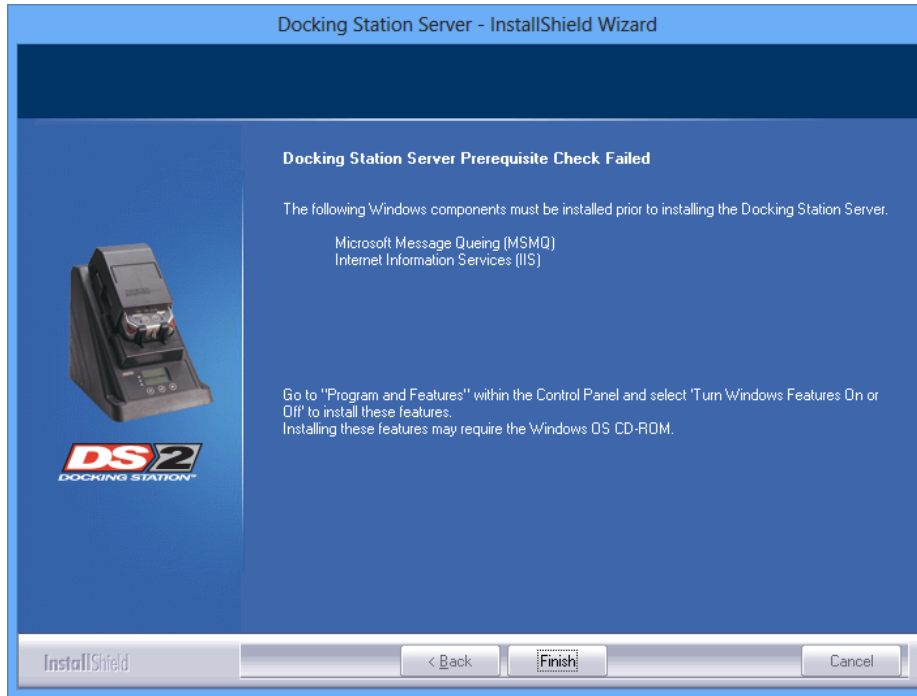 Docking Station Server - InstallShield Wizard
Docking Station Server Prerequisite Check Failed
The following Windows components must be installed prior to installing the Docking Station Server.
Microsoft Message Queing (MSMQ)
Internet Information Services (IIS)
Go to "Program and Features" within the Control Panel and select 'Turn Windows Features On or
Off' to install these features.
Installing these features may require the Windows OS CD-ROM.
DS2
DOCKING STATION
InstallShield
< Back
Finish
Cancel